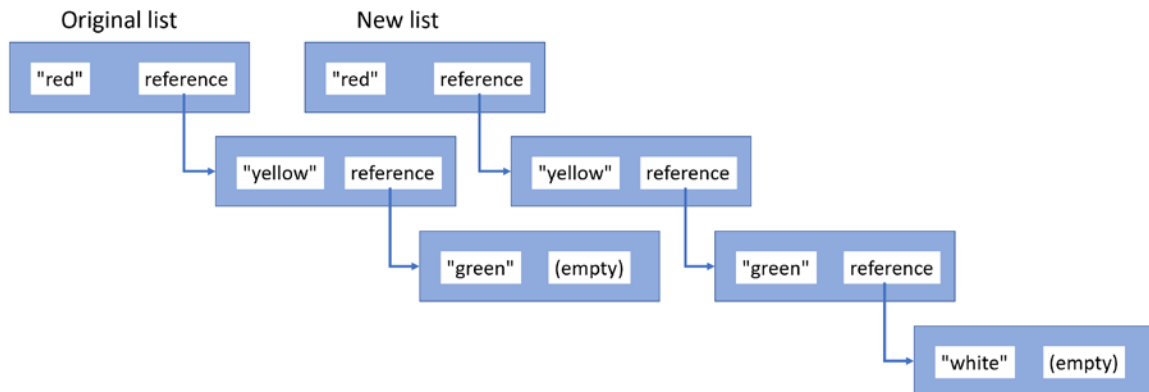 Original list New list
"red" reference "red" reference
"yellow" reference "yellow" reference
"green" (empty) "green" reference
"white" (empty)